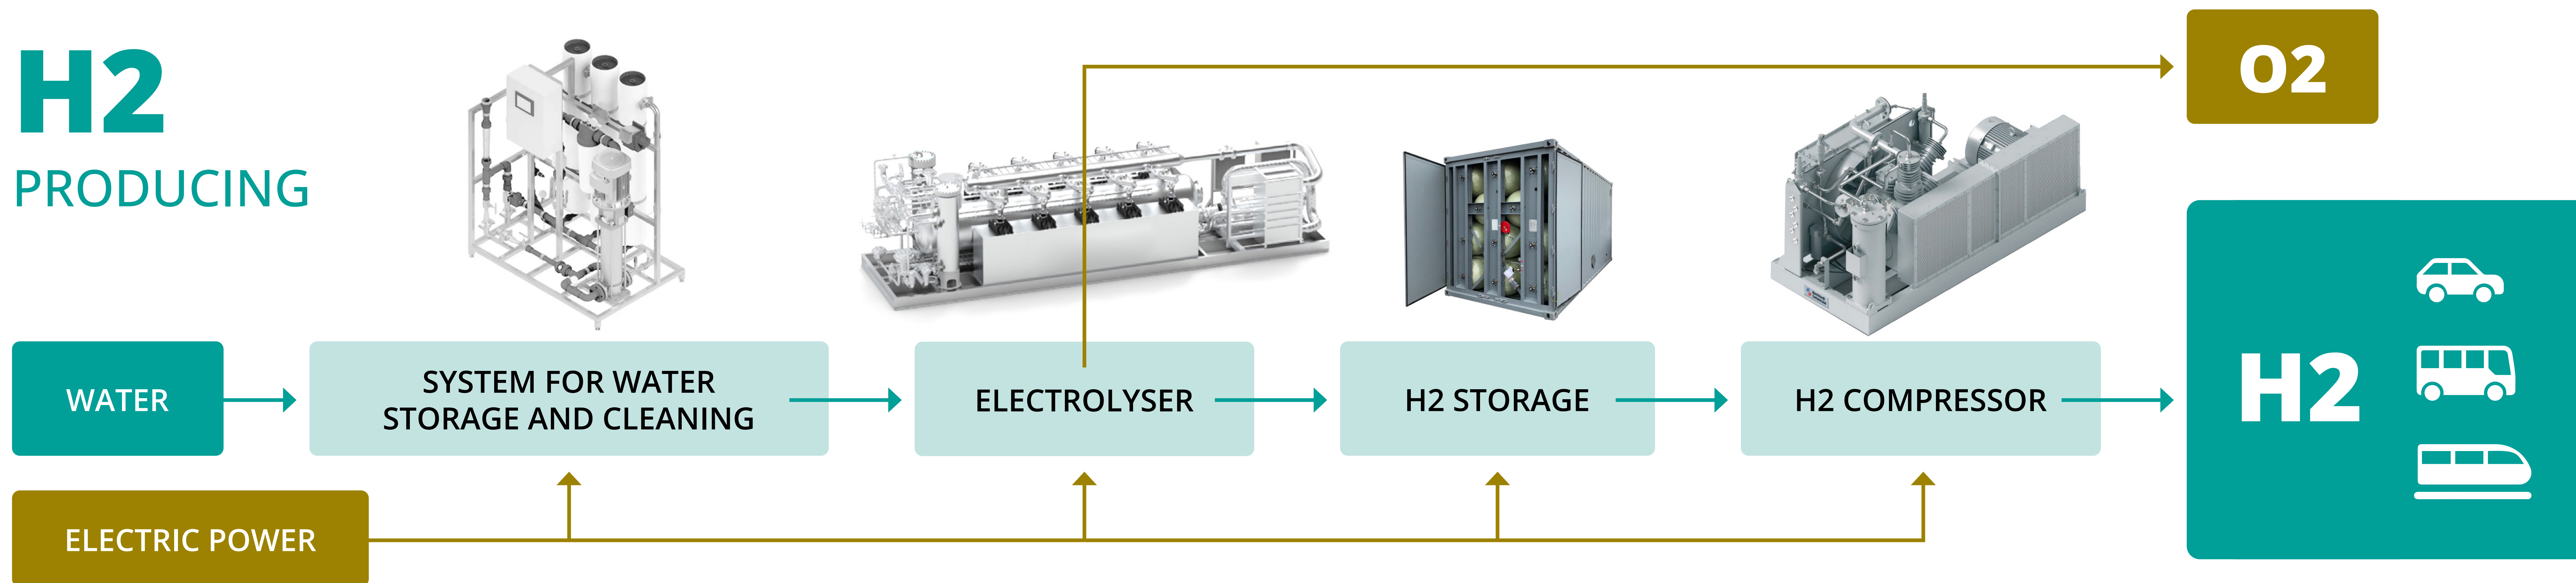 H2
PRODUCING
O2
WATER
SYSTEM FOR WATER
STORAGE AND CLEANING
ELECTROLYSER
H2 STORAGE
H2 COMPRESSOR
H2
ELECTRIC POWER